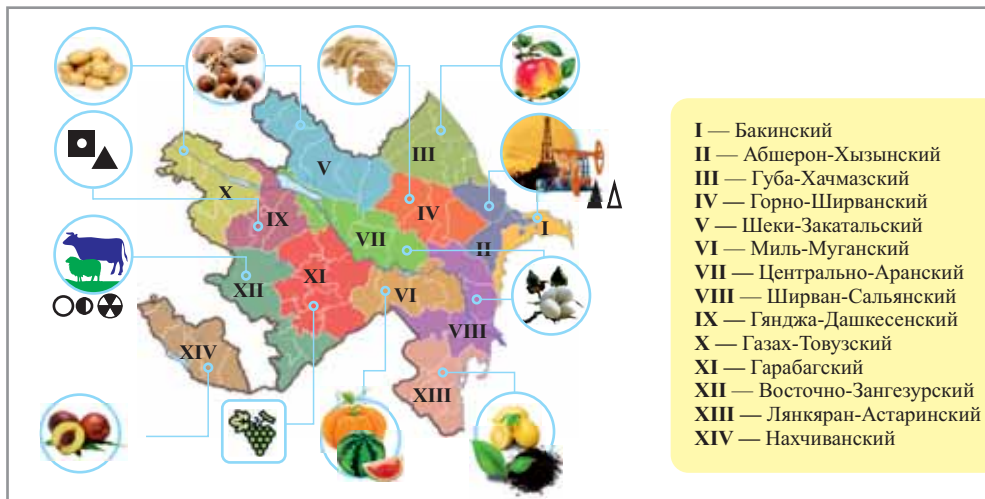 III
V
X
IV
I
IX
VII
II
XI
XII
VI
VIII
XIV
XIII
I — Бакинский
II — Абшерон-Хызынский
III — Губа-Хачмазский
IV — Горно-Ширванский
V — Шеки-Закатальский
VI — Миль-Муганский
VII — Центрально-Аранский
VIII — Ширван-Сальянский
IX — Гянджа-Дашкесенский
X — Газах-Товузский
XI — Гарабагский
XII — Восточно-Зангезурский
XIII — Лянкяран-Астаринский
XIV — Нахчиванский